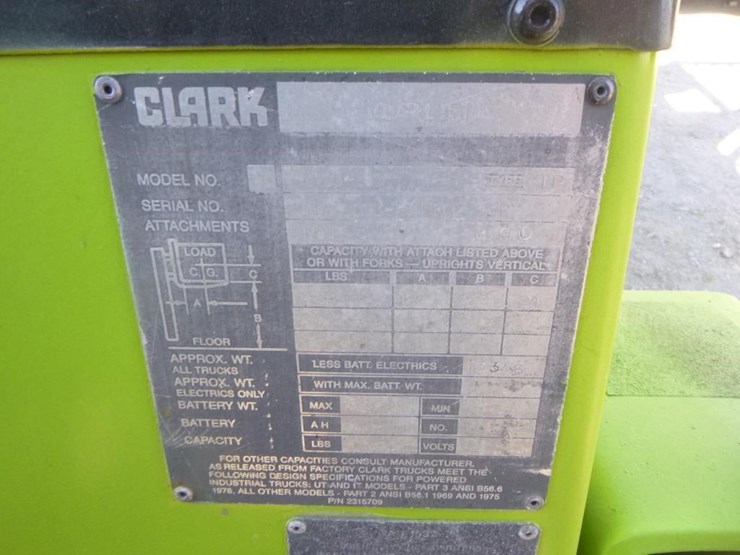 CLARK
MODEL NO.
TYPE
SERIAL NO.
ATTACHMENTS
LOAD
C.G.
C
A
B
FLOOR
CAPACITY WITH ATTACH LISTED ABOVE
OR WITH FORKS — UPRIGHTS VERTICAL
LBS A B C
APPROX. WT.
ALL TRUCKS
LESS BATT. ELECTRICS
APPROX. WT.
ELECTRICS ONLY
WITH MAX. BATT. WT.
BATTERY WT. MAX MIN
BATTERY AH NO.
CAPACITY LBS VOLTS
FOR OTHER CAPACITIES CONSULT MANUFACTURER.
AS RELEASED FROM FACTORY CLARK TRUCKS MEET THE
FOLLOWING DESIGN SPECIFICATIONS FOR POWERED
INDUSTRIAL TRUCKS: UT AND IT MODELS - PART 3 ANSI B56.6
1978, ALL OTHER MODELS - PART 2 ANSI B56.1 1969 AND 1975
P/N 2315709